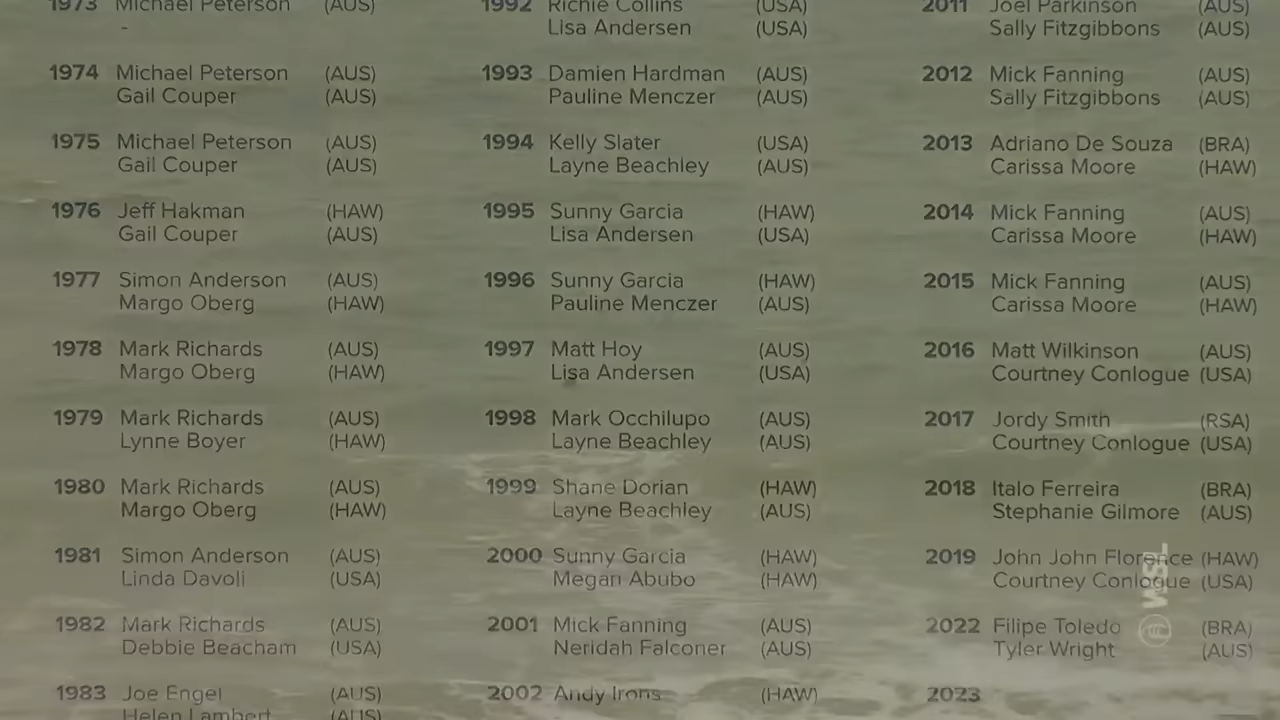 1973 Michael Peterson (AUS)
-
1974 Michael Peterson (AUS)
Gail Couper (AUS)
1975 Michael Peterson (AUS)
Gail Couper (AUS)
1976 Jeff Hakman (HAW)
Gail Couper (AUS)
1977 Simon Anderson (AUS)
Margo Oberg (HAW)
1978 Mark Richards (AUS)
Margo Oberg (HAW)
1979 Mark Richards (AUS)
Lynne Boyer (HAW)
1980 Mark Richards (AUS)
Margo Oberg (HAW)
1981 Simon Anderson (AUS)
Linda Davoli (USA)
1982 Mark Richards (AUS)
Debbie Beacham (USA)
1983 Joe Engel (AUS)
Helen Lambert (AUS)
1992 Richie Collins (USA)
Lisa Andersen (USA)
1993 Damien Hardman (AUS)
Pauline Menczer (AUS)
1994 Kelly Slater (USA)
Layne Beachley (AUS)
1995 Sunny Garcia (HAW)
Lisa Andersen (USA)
1996 Sunny Garcia (HAW)
Pauline Menczer (AUS)
1997 Matt Hoy (AUS)
Lisa Andersen (USA)
1998 Mark Occhilupo (AUS)
Layne Beachley (AUS)
1999 Shane Dorian (HAW)
Layne Beachley (AUS)
2000 Sunny Garcia (HAW)
Megan Abubo (HAW)
2001 Mick Fanning (AUS)
Neridah Falconer (AUS)
2002 Andy Irons (HAW)
2011 Joel Parkinson (AUS)
Sally Fitzgibbons (AUS)
2012 Mick Fanning (AUS)
Sally Fitzgibbons (AUS)
2013 Adriano De Souza (BRA)
Carissa Moore (HAW)
2014 Mick Fanning (AUS)
Carissa Moore (HAW)
2015 Mick Fanning (AUS)
Carissa Moore (HAW)
2016 Matt Wilkinson (AUS)
Courtney Conlogue (USA)
2017 Jordy Smith (RSA)
Courtney Conlogue (USA)
2018 Italo Ferreira (BRA)
Stephanie Gilmore (AUS)
2019 John John Florence (HAW)
Courtney Conlogue (USA)
2022 Filipe Toledo (BRA)
Tyler Wright (AUS)
2023
WSL